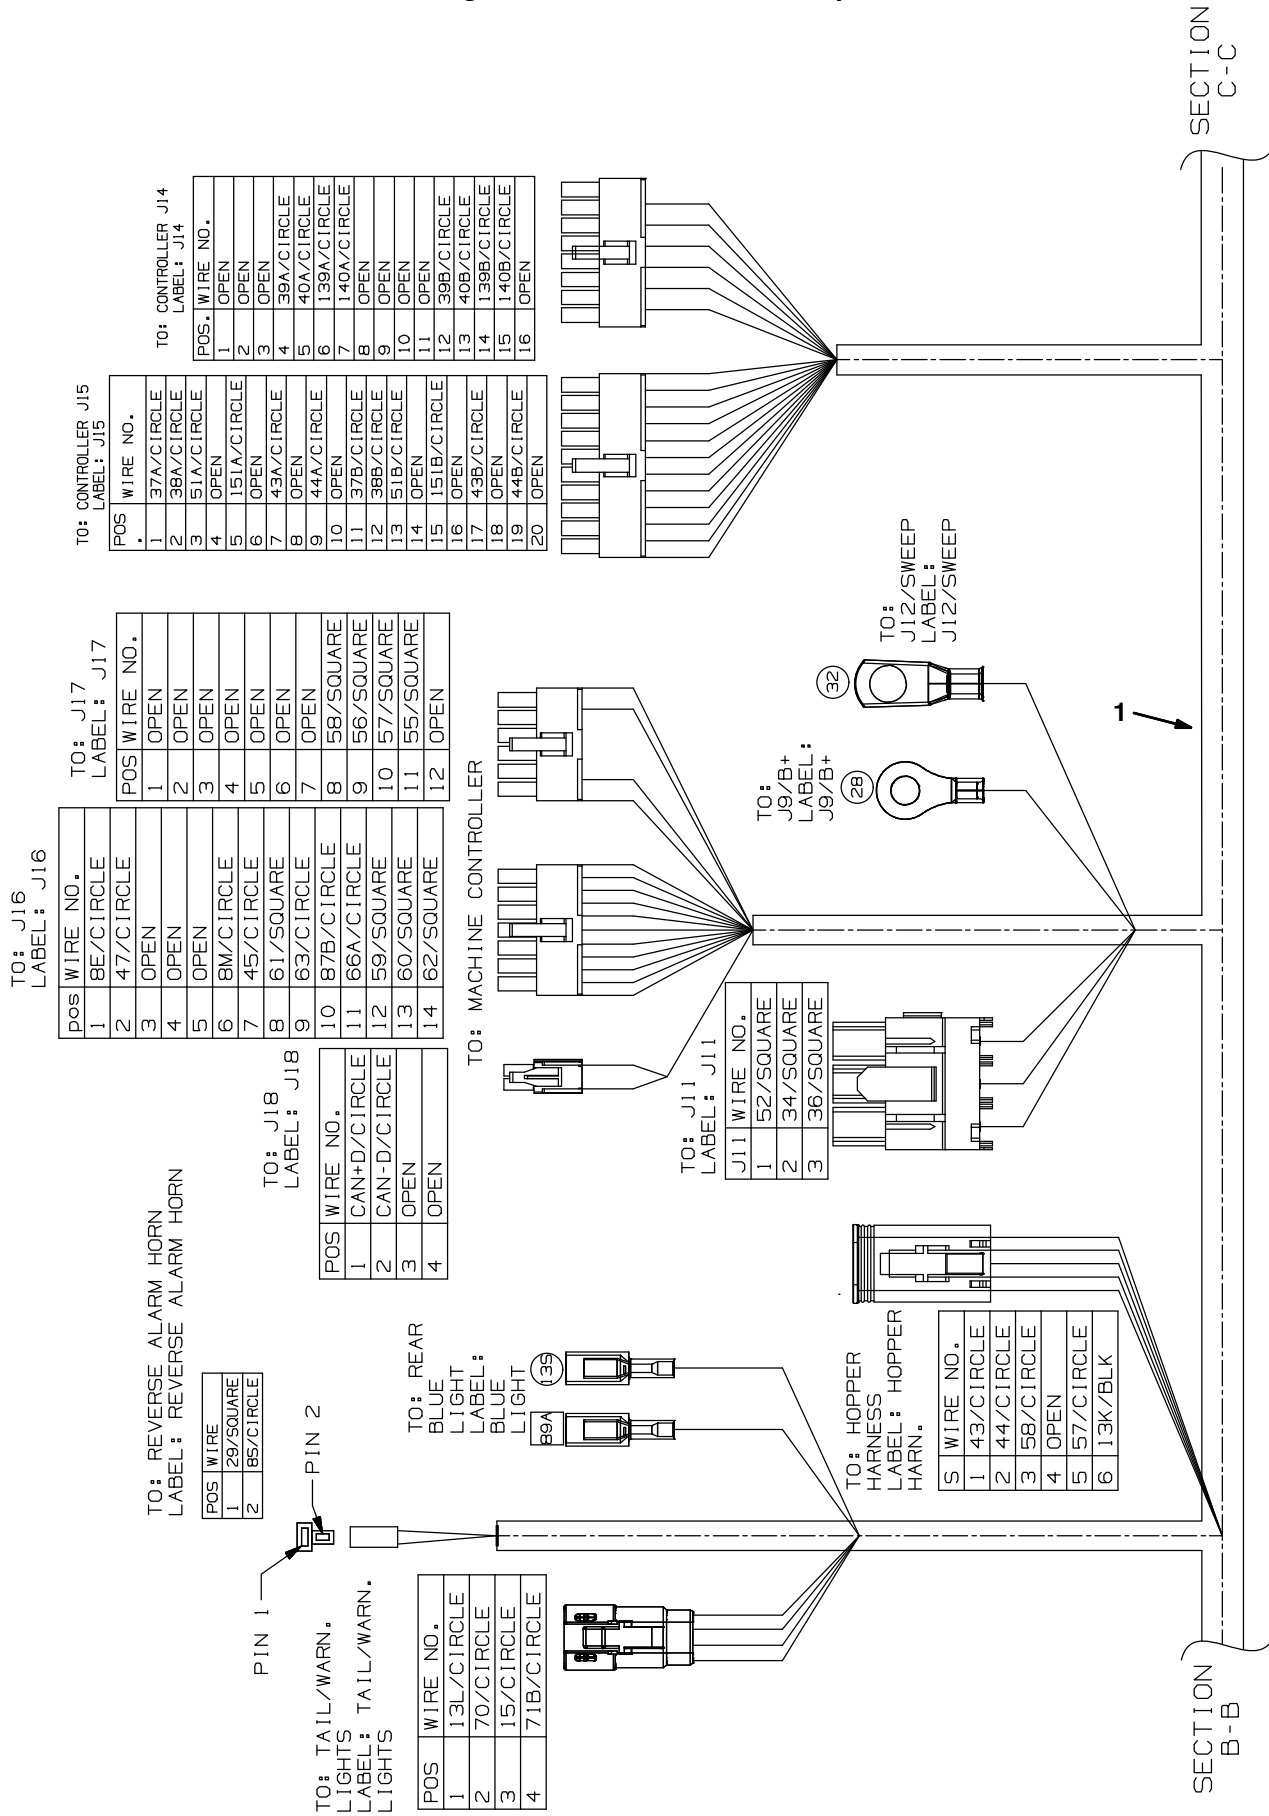 TO: REVERSE ALARM HORN
LABEL: REVERSE ALARM HORN
POS WIRE
1 29/SQUARE
2 85/CIRCLE
PIN 1
PIN 2
TO: TAIL/WARN.
LIGHTS
LABEL: TAIL/WARN.
LIGHTS
POS WIRE NO.
1 13L/CIRCLE
2 70/CIRCLE
3 15/CIRCLE
4 71B/CIRCLE
TO: REAR
BLUE
LIGHT
LABEL:
BLUE
LIGHT
89A
13S
TO: HOPPER
HARNESS
LABEL: HOPPER
HARN.
S WIRE NO.
1 43/CIRCLE
2 44/CIRCLE
3 58/CIRCLE
4 OPEN
5 57/CIRCLE
6 13K/BLK
TO: J18
LABEL: J18
POS WIRE NO.
1 CAN+D/CIRCLE
2 CAN-D/CIRCLE
3 OPEN
4 OPEN
TO: J16
LABEL: J16
POS WIRE NO.
1 8E/CIRCLE
2 47/CIRCLE
3 OPEN
4 OPEN
5 OPEN
6 8M/CIRCLE
7 45/CIRCLE
8 61/SQUARE
9 63/CIRCLE
10 87B/CIRCLE
11 66A/CIRCLE
12 59/SQUARE
13 60/SQUARE
14 62/SQUARE
TO: J17
LABEL: J17
POS WIRE NO.
1 OPEN
2 OPEN
3 OPEN
4 OPEN
5 OPEN
6 OPEN
7 OPEN
8 58/SQUARE
9 56/SQUARE
10 57/SQUARE
11 55/SQUARE
12 OPEN
TO: MACHINE CONTROLLER
TO: J11
LABEL: J11
J11 WIRE NO.
1 52/SQUARE
2 34/SQUARE
3 36/SQUARE
TO:
J9/B+
LABEL:
J9/B+
28
TO:
J12/SWEEP
LABEL:
J12/SWEEP
32
TO: CONTROLLER J15
LABEL: J15
POS. WIRE NO.
1 37A/CIRCLE
2 38A/CIRCLE
3 51A/CIRCLE
4 OPEN
5 151A/CIRCLE
6 OPEN
7 43A/CIRCLE
8 OPEN
9 44A/CIRCLE
10 OPEN
11 37B/CIRCLE
12 38B/CIRCLE
13 51B/CIRCLE
14 OPEN
15 151B/CIRCLE
16 OPEN
17 43B/CIRCLE
18 OPEN
19 44B/CIRCLE
20 OPEN
TO: CONTROLLER J14
LABEL: J14
POS. WIRE NO.
1 OPEN
2 OPEN
3 OPEN
4 39A/CIRCLE
5 40A/CIRCLE
6 139A/CIRCLE
7 140A/CIRCLE
8 OPEN
9 OPEN
10 OPEN
11 OPEN
12 39B/CIRCLE
13 40B/CIRCLE
14 139B/CIRCLE
15 140B/CIRCLE
16 OPEN
1
SECTION
B-B
SECTION
C-C